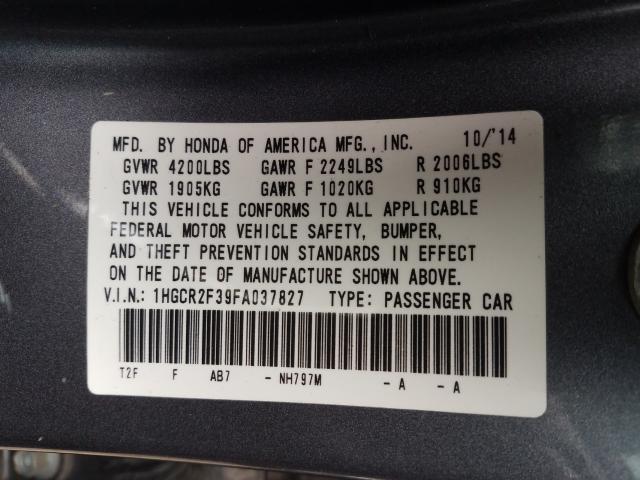 MFD. BY HONDA OF AMERICA MFG., INC. 10/'14
GVWR 4200LBS GAWR F 2249LBS R 2006LBS
GVWR 1905KG GAWR F 1020KG R 910KG
THIS VEHICLE CONFORMS TO ALL APPLICABLE
FEDERAL MOTOR VEHICLE SAFETY, BUMPER,
AND THEFT PREVENTION STANDARDS IN EFFECT
ON THE DATE OF MANUFACTURE SHOWN ABOVE.
V.I.N.: 1HGCR2F39FA037827 TYPE: PASSENGER CAR
T2F F AB7 - NH797M - A - A